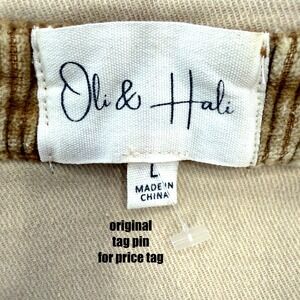 Oli & Hali
L
MADE IN
CHINA
original
tag pin
for price tag